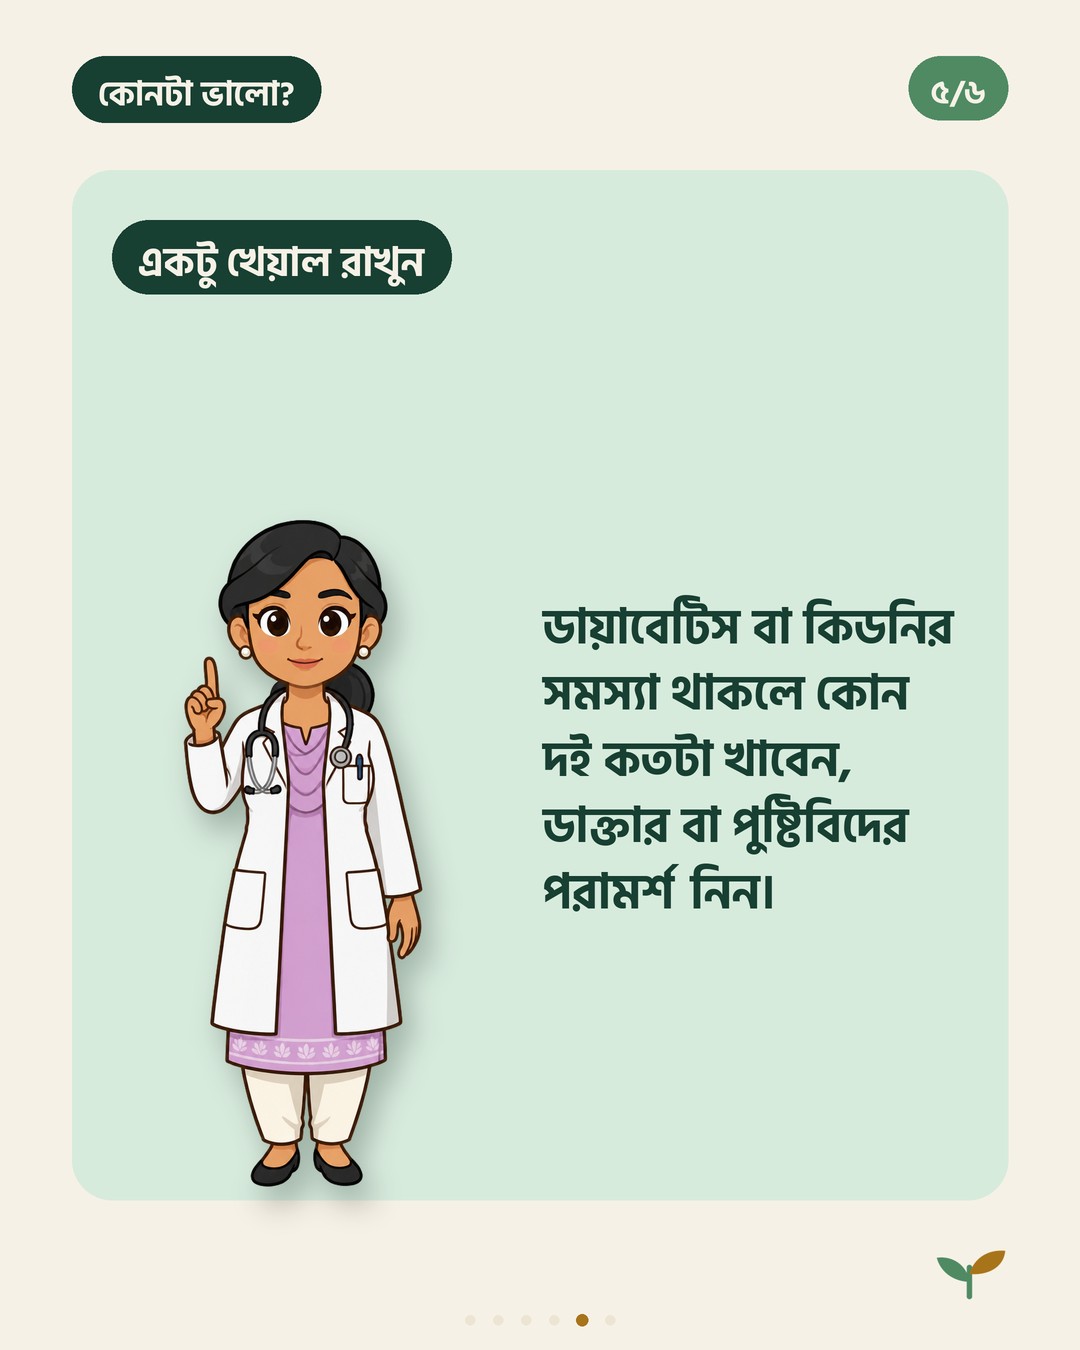 কোনটা ভালো?
৫/৬
একটু খেয়াল রাখুন
ডায়াবেটিস বা কিডনির
সমস্যা থাকলে কোন
দই কতটা খাবেন,
ডাক্তার বা পুষ্টিবিদের
পরামর্শ নিন।